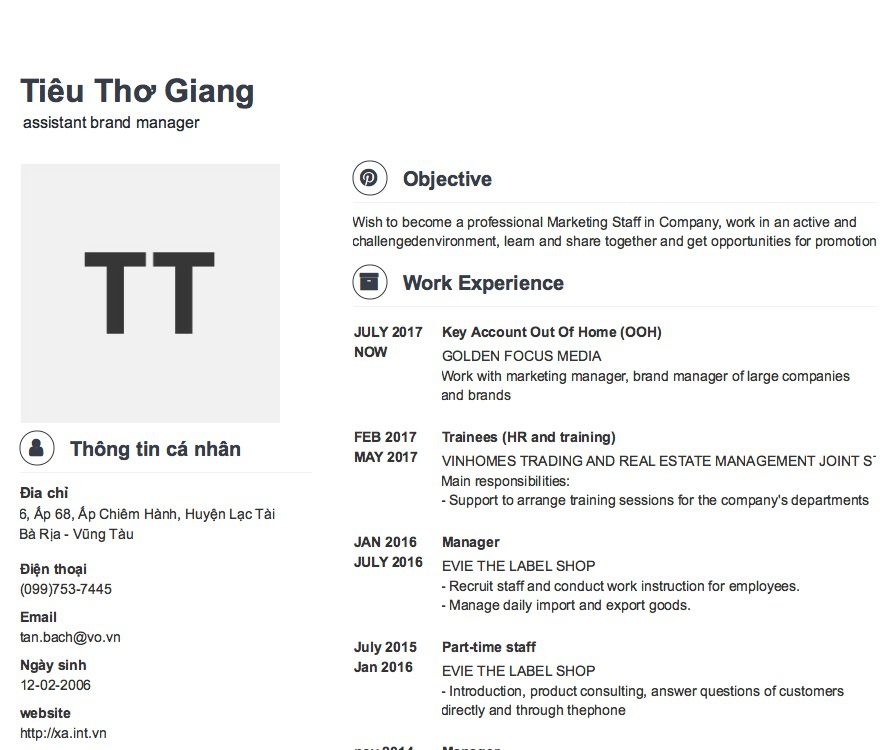 Tiêu Thơ Giang
assistant brand manager
TT
Thông tin cá nhân
Đia chỉ
6, Ấp 68, Ấp Chiêm Hành, Huyện Lạc Tài
Bà Rịa - Vũng Tàu
Điện thoại
(099)753-7445
Email
tan.bach@vo.vn
Ngày sinh
12-02-2006
website
http://xa.int.vn
Objective
Wish to become a professional Marketing Staff in Company, work in an active and
challengedenvironment, learn and share together and get opportunities for promotion
Work Experience
JULY 2017
NOW
Key Account Out Of Home (OOH)
GOLDEN FOCUS MEDIA
Work with marketing manager, brand manager of large companies
and brands
FEB 2017
MAY 2017
Trainees (HR and training)
VINHOMES TRADING AND REAL ESTATE MANAGEMENT JOINT
Main responsibilities:
- Support to arrange training sessions for the company's departments
JAN 2016
JULY 2016
Manager
EVIE THE LABEL SHOP
- Recruit staff and conduct work instruction for employees.
- Manage daily import and export goods.
July 2015
Jan 2016
Part-time staff
EVIE THE LABEL SHOP
- Introduction, product consulting, answer questions of customers
directly and through thephone